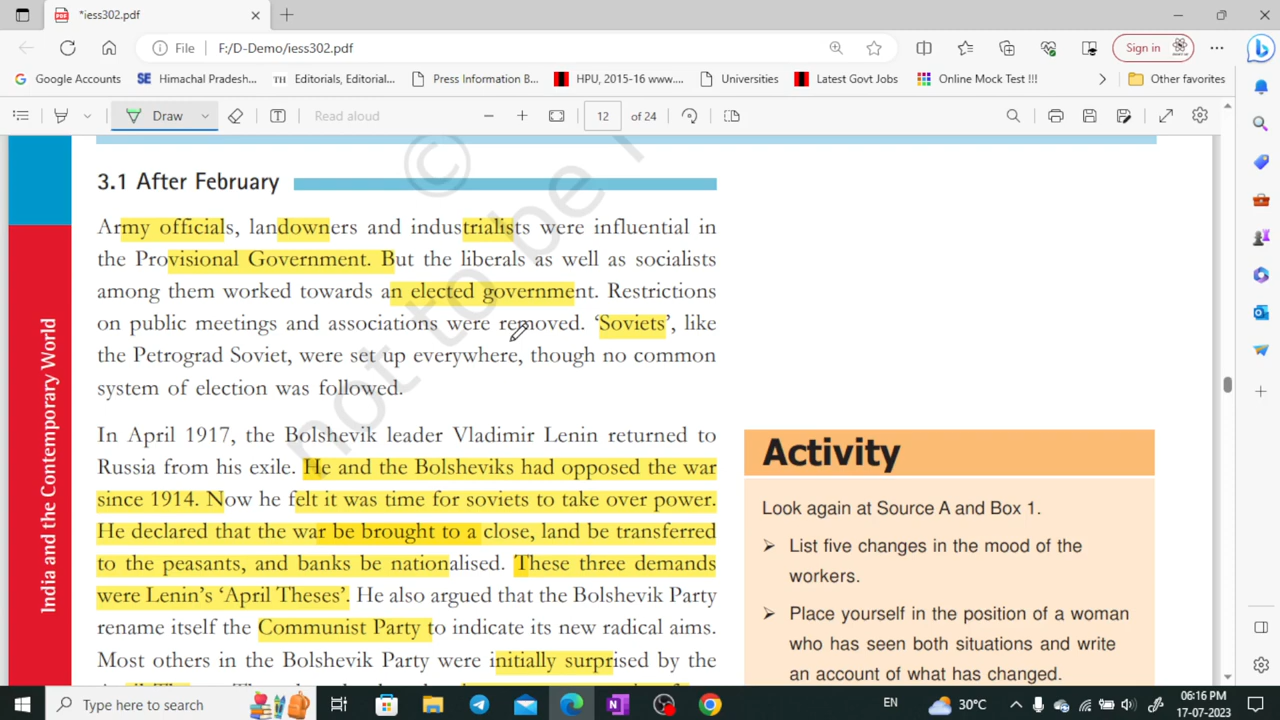 *iess302.pdf
File F:/D-Demo/iess302.pdf Sign in
Google Accounts SE Himachal Pradesh... TH Editorials, Editorial... Press Information B... HPU, 2015-16 www.... Universities Latest Govt Jobs Online Mock Test !!! Other favorites
Draw Read aloud 12 of 24
© not to be r
3.1 After February
Army officials, landowners and industrialists were influential in
the Provisional Government. But the liberals as well as socialists
among them worked towards an elected government. Restrictions
on public meetings and associations were removed. ‘Soviets’, like
the Petrograd Soviet, were set up everywhere, though no common
system of election was followed.
In April 1917, the Bolshevik leader Vladimir Lenin returned to
Russia from his exile. He and the Bolsheviks had opposed the war
since 1914. Now he felt it was time for soviets to take over power.
He declared that the war be brought to a close, land be transferred
to the peasants, and banks be nationalised. These three demands
were Lenin’s ‘April Theses’. He also argued that the Bolshevik Party
rename itself the Communist Party to indicate its new radical aims.
Most others in the Bolshevik Party were initially surprised by the
India and the Contemporary World
Activity
Look again at Source A and Box 1.
List five changes in the mood of the
workers.
Place yourself in the position of a woman
who has seen both situations and write
an account of what has changed.
Type here to search
30°C
EN
06:16 PM
17-07-2023